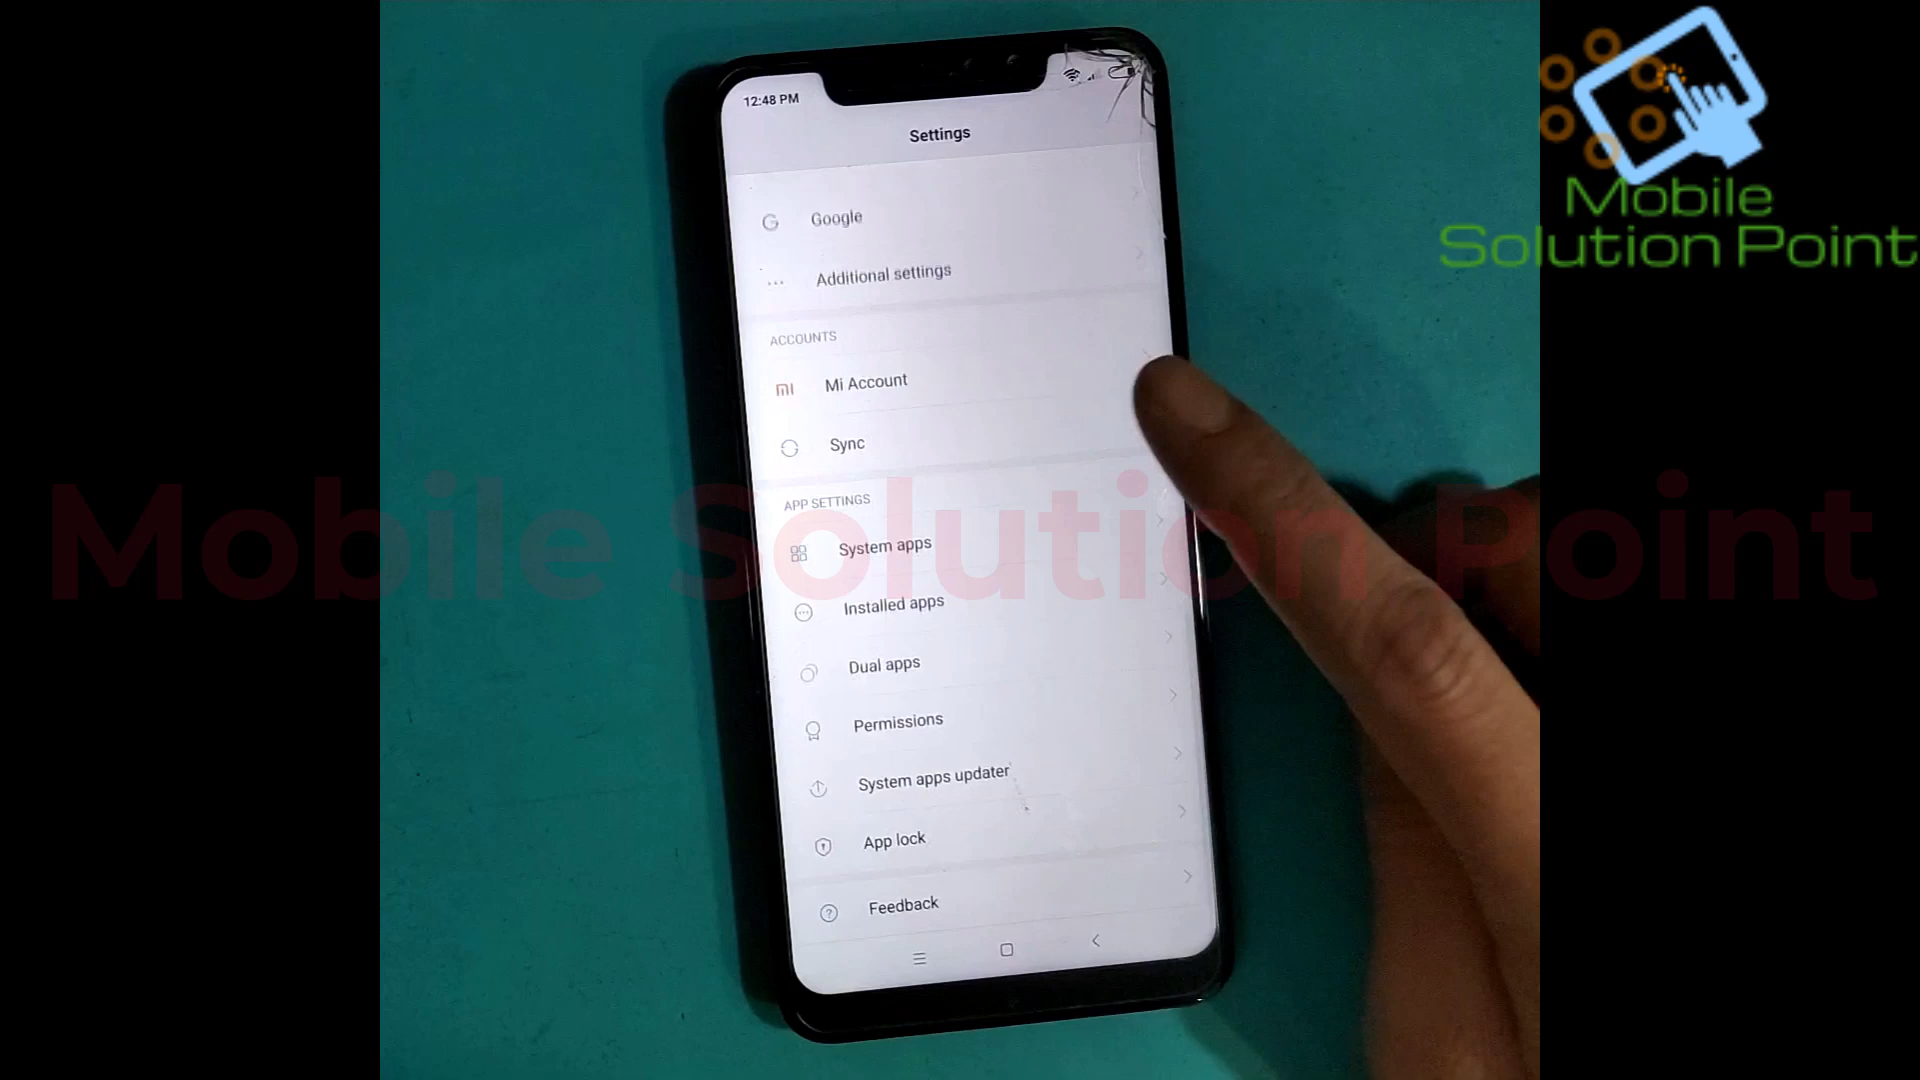 12:48 PM
Settings
Google
Additional settings
ACCOUNTS
MI
Mi Account
Sync
APP SETTINGS
System apps
Installed apps
Dual apps
Permissions
System apps updater
App lock
Feedback
Mobile
Solution Point
Mobile Solution Point